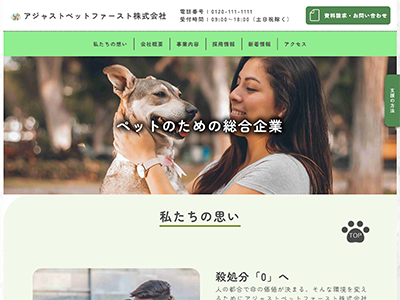 アジャストペットファースト株式会社
電話番号：0120-111-1111
受付時間：09:00~18:00（土日祝除く）
資料請求・お問い合わせ
私たちの想い
会社概要
事業内容
採用情報
新着情報
アクセス
支援の方法
ペットのための総合企業
私たちの思い
TOP
殺処分「0」へ
人の都合で命の価値が決まる。そんな環境を変え
るためにアジャストペットファースト株式会社